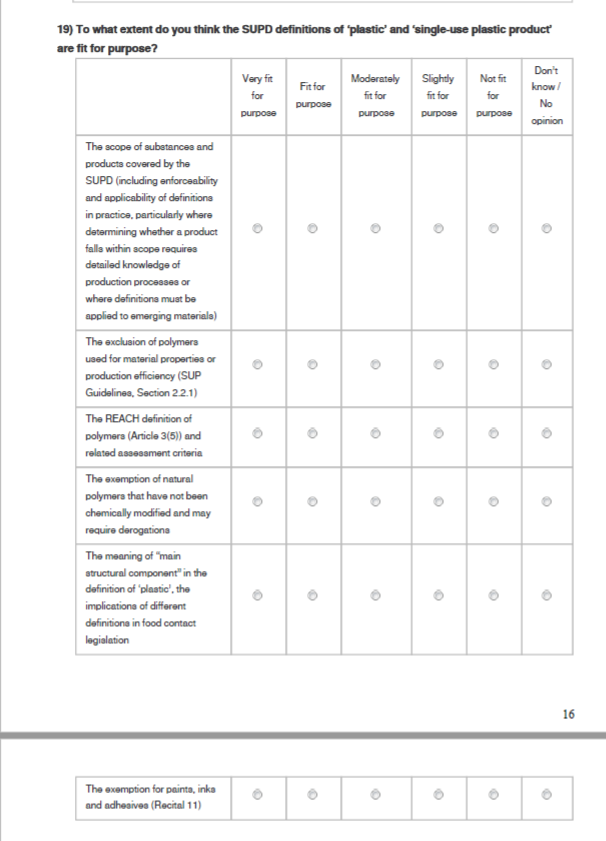 19) To what extent do you think the SUPD definitions of ‘plastic’ and ‘single-use plastic product’
are fit for purpose?
Very fit
for
purpose
Fit for
purpose
Moderately
fit for
purpose
Slightly
fit for
purpose
Not fit
for
purpose
Don't
know /
No
opinion
The scope of substances and
products covered by the
SUPD (including enforceability
and applicability of definitions
in practice, particularly where
determining whether a product
falls within scope requires
detailed knowledge of
production processes or
where definitions must be
applied to emerging materials)
The exclusion of polymers
used for material properties or
production efficiency (SUP
Guidelines, Section 2.2.1)
The REACH definition of
polymers (Article 3(5)) and
related assessment criteria
The exemption of natural
polymers that have not been
chemically modified and may
require derogations
The meaning of "main
structural component" in the
definition of 'plastic', the
implications of different
definitions in food contact
legislation
16
The exemption for paints, inks
and adhesives (Recital 11)